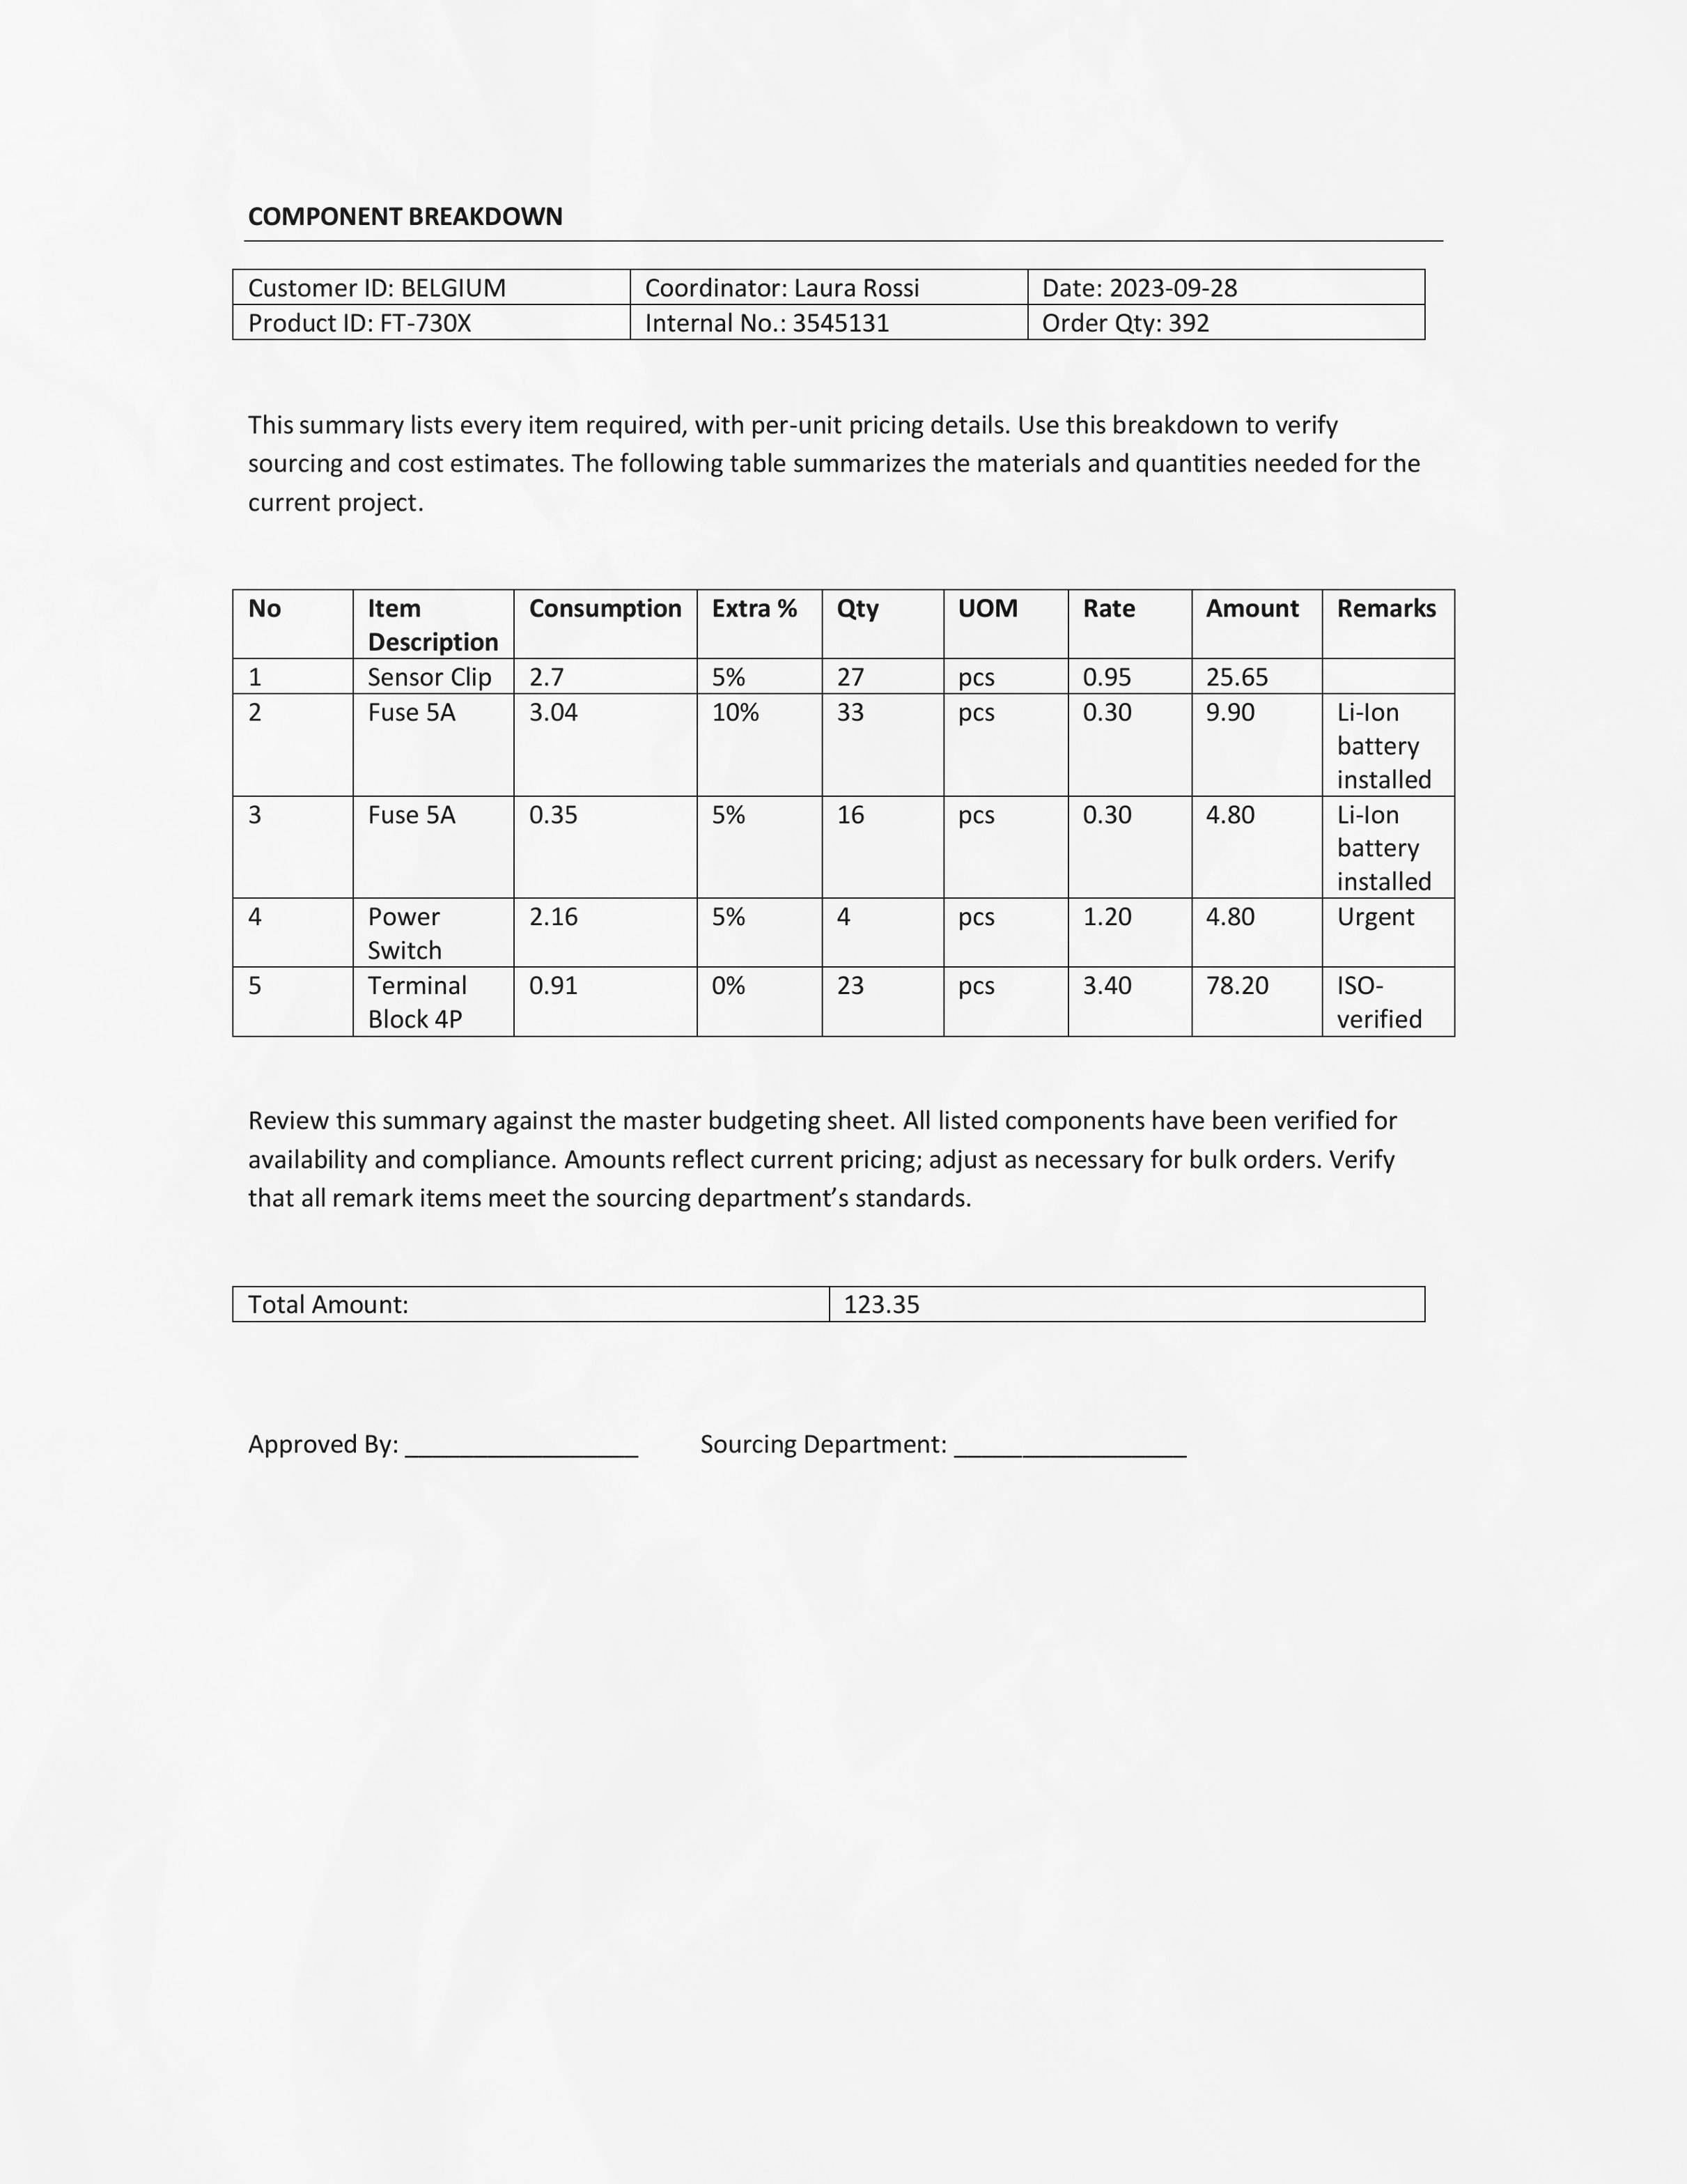 COMPONENT BREAKDOWN
Customer ID: BELGIUM Coordinator: Laura Rossi Date: 2023-09-28
Product ID: FT-730X Internal No.: 3545131 Order Qty: 392
This summary lists every item required, with per-unit pricing details. Use this breakdown to verify
sourcing and cost estimates. The following table summarizes the materials and quantities needed for the
current project.
No Item Consumption Extra % Qty UOM Rate Amount Remarks
Description
1 Sensor Clip 2.7 5% 27 pcs 0.95 25.65
2 Fuse 5A 3.04 10% 33 pcs 0.30 9.90 Li-Ion
battery
installed
3 Fuse 5A 0.35 5% 16 pcs 0.30 4.80 Li-Ion
battery
installed
4 Power 2.16 5% 4 pcs 1.20 4.80 Urgent
Switch
5 Terminal 0.91 0% 23 pcs 3.40 78.20 ISO-
Block 4P verified
Review this summary against the master budgeting sheet. All listed components have been verified for
availability and compliance. Amounts reflect current pricing; adjust as necessary for bulk orders. Verify
that all remark items meet the sourcing department’s standards.
Total Amount: 123.35
Approved By: _________________ Sourcing Department: _________________